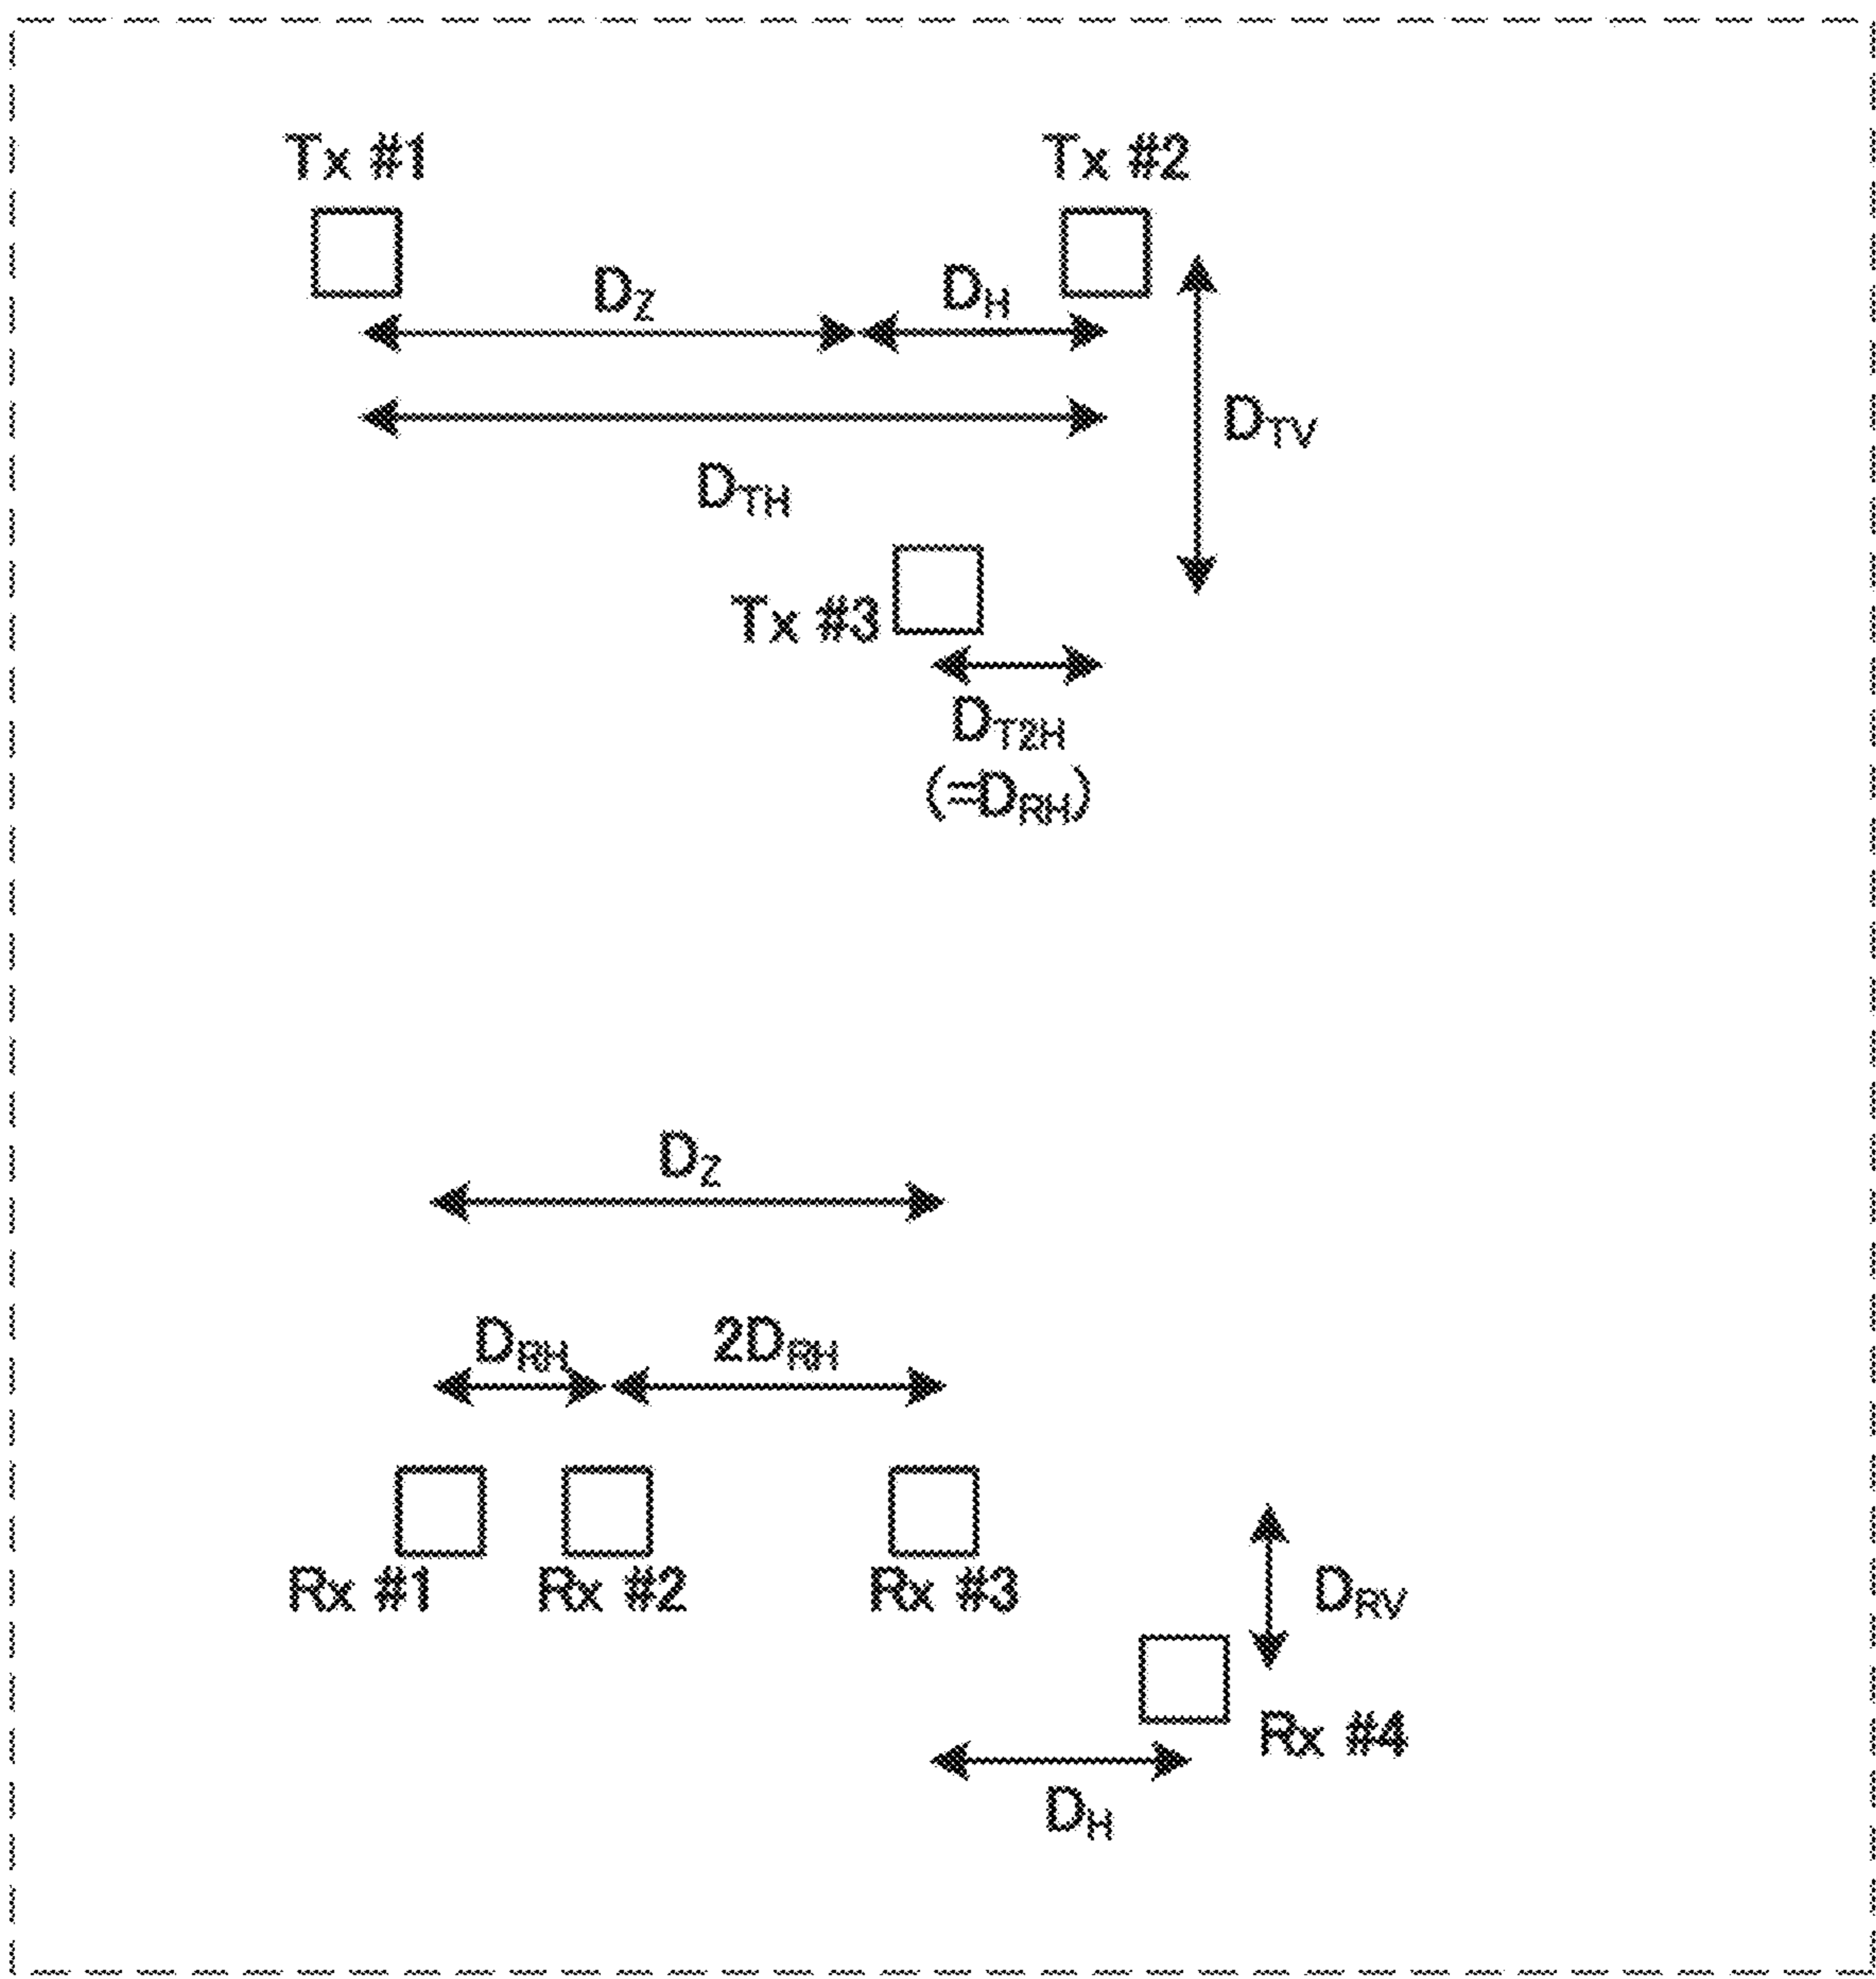 Tx #1
Tx #2
DZ
DH
DTV
DTH
Tx #3
DT2H
(=DRH)
DZ
DRH
2DRH
Rx #1
Rx #2
Rx #3
DRV
Rx #4
DH